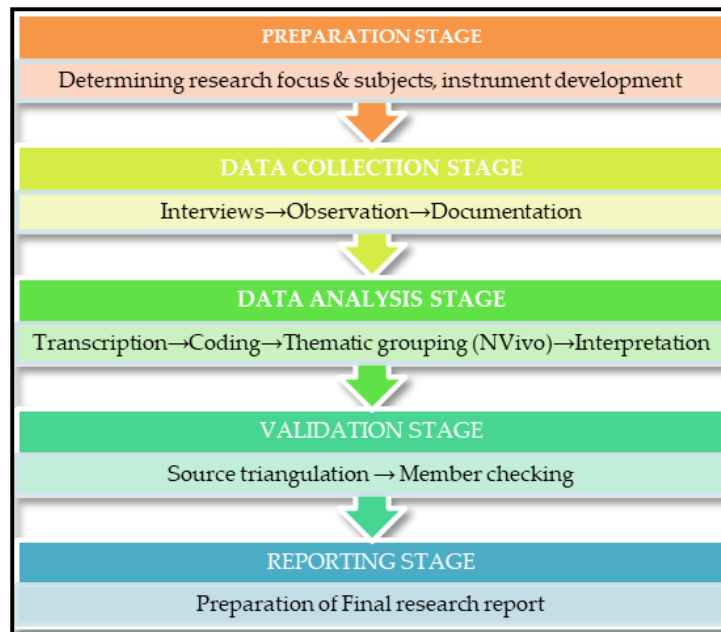 PREPARATION STAGE
Determining research focus & subjects, instrument development
DATA COLLECTION STAGE
Interviews→Observation→Documentation
DATA ANALYSIS STAGE
Transcription→Coding→Thematic grouping (NVivo)→Interpretation
VALIDATION STAGE
Source triangulation → Member checking
REPORTING STAGE
Preparation of Final research report